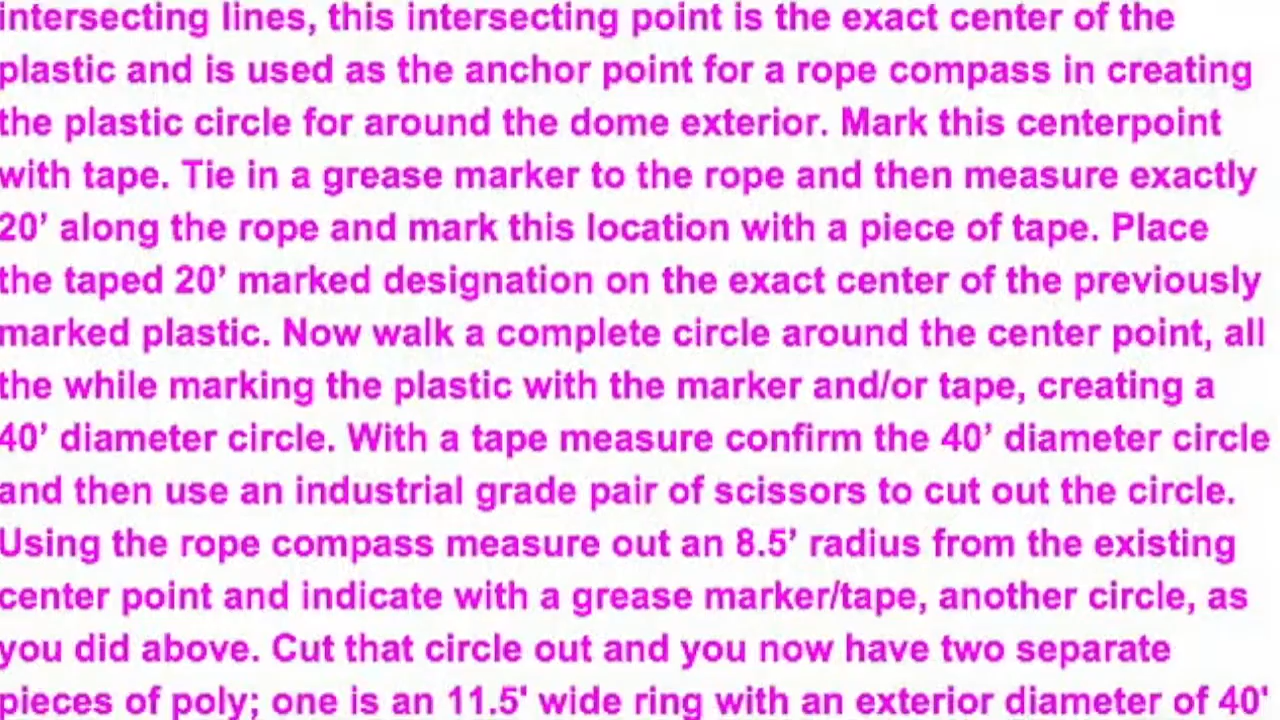 intersecting lines, this intersecting point is the exact center of the
plastic and is used as the anchor point for a rope compass in creating
the plastic circle for around the dome exterior. Mark this centerpoint
with tape. Tie in a grease marker to the rope and then measure exactly
20’ along the rope and mark this location with a piece of tape. Place
the taped 20’ marked designation on the exact center of the previously
marked plastic. Now walk a complete circle around the center point, all
the while marking the plastic with the marker and/or tape, creating a
40’ diameter circle. With a tape measure confirm the 40’ diameter circle
and then use an industrial grade pair of scissors to cut out the circle.
Using the rope compass measure out an 8.5’ radius from the existing
center point and indicate with a grease marker/tape, another circle, as
you did above. Cut that circle out and you now have two separate
pieces of poly; one is an 11.5' wide ring with an exterior diameter of 40'